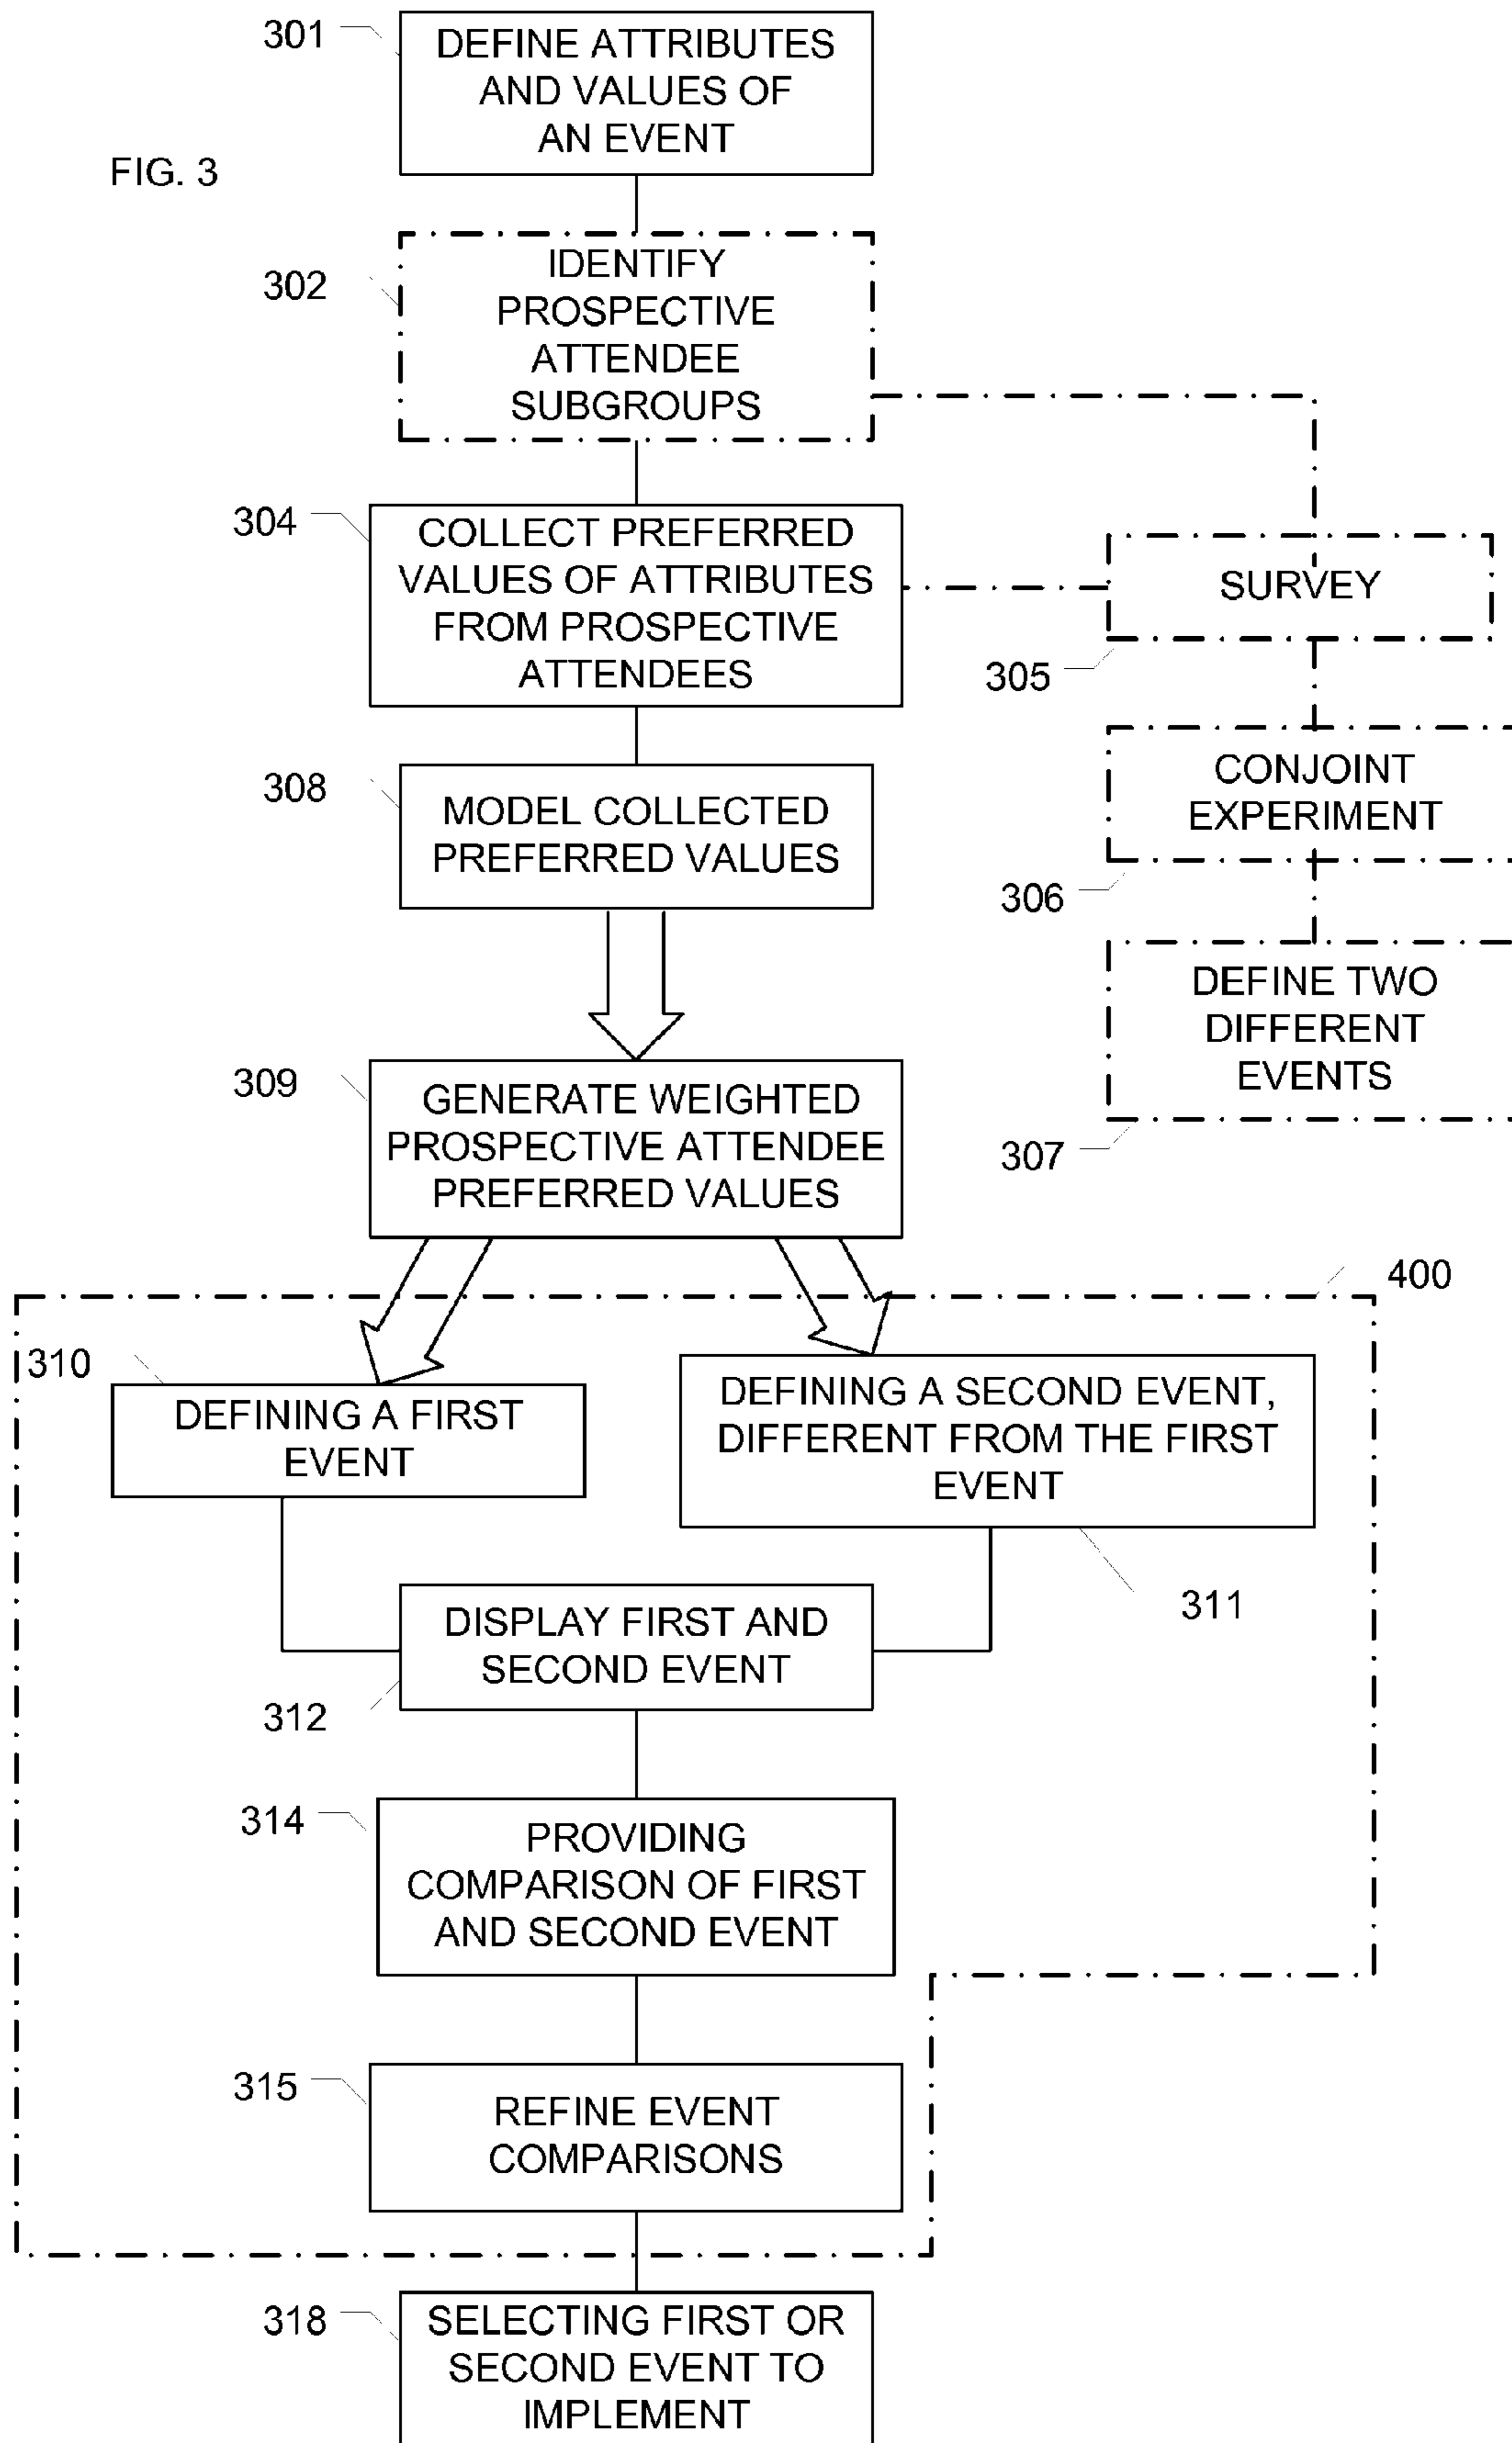 301
DEFINE ATTRIBUTES
AND VALUES OF
AN EVENT
FIG. 3
302
IDENTIFY
PROSPECTIVE
ATTENDEE
SUBGROUPS
304
COLLECT PREFERRED
VALUES OF ATTRIBUTES
FROM PROSPECTIVE
ATTENDEES
SURVEY
305
308
MODEL COLLECTED
PREFERRED VALUES
CONJOINT
EXPERIMENT
306
DEFINE TWO
DIFFERENT
EVENTS
307
309
GENERATE WEIGHTED
PROSPECTIVE ATTENDEE
PREFERRED VALUES
400
310
DEFINING A FIRST
EVENT
DEFINING A SECOND EVENT,
DIFFERENT FROM THE FIRST
EVENT
311
DISPLAY FIRST AND
SECOND EVENT
312
314
PROVIDING
COMPARISON OF FIRST
AND SECOND EVENT
315
REFINE EVENT
COMPARISONS
318
SELECTING FIRST OR
SECOND EVENT TO
IMPLEMENT